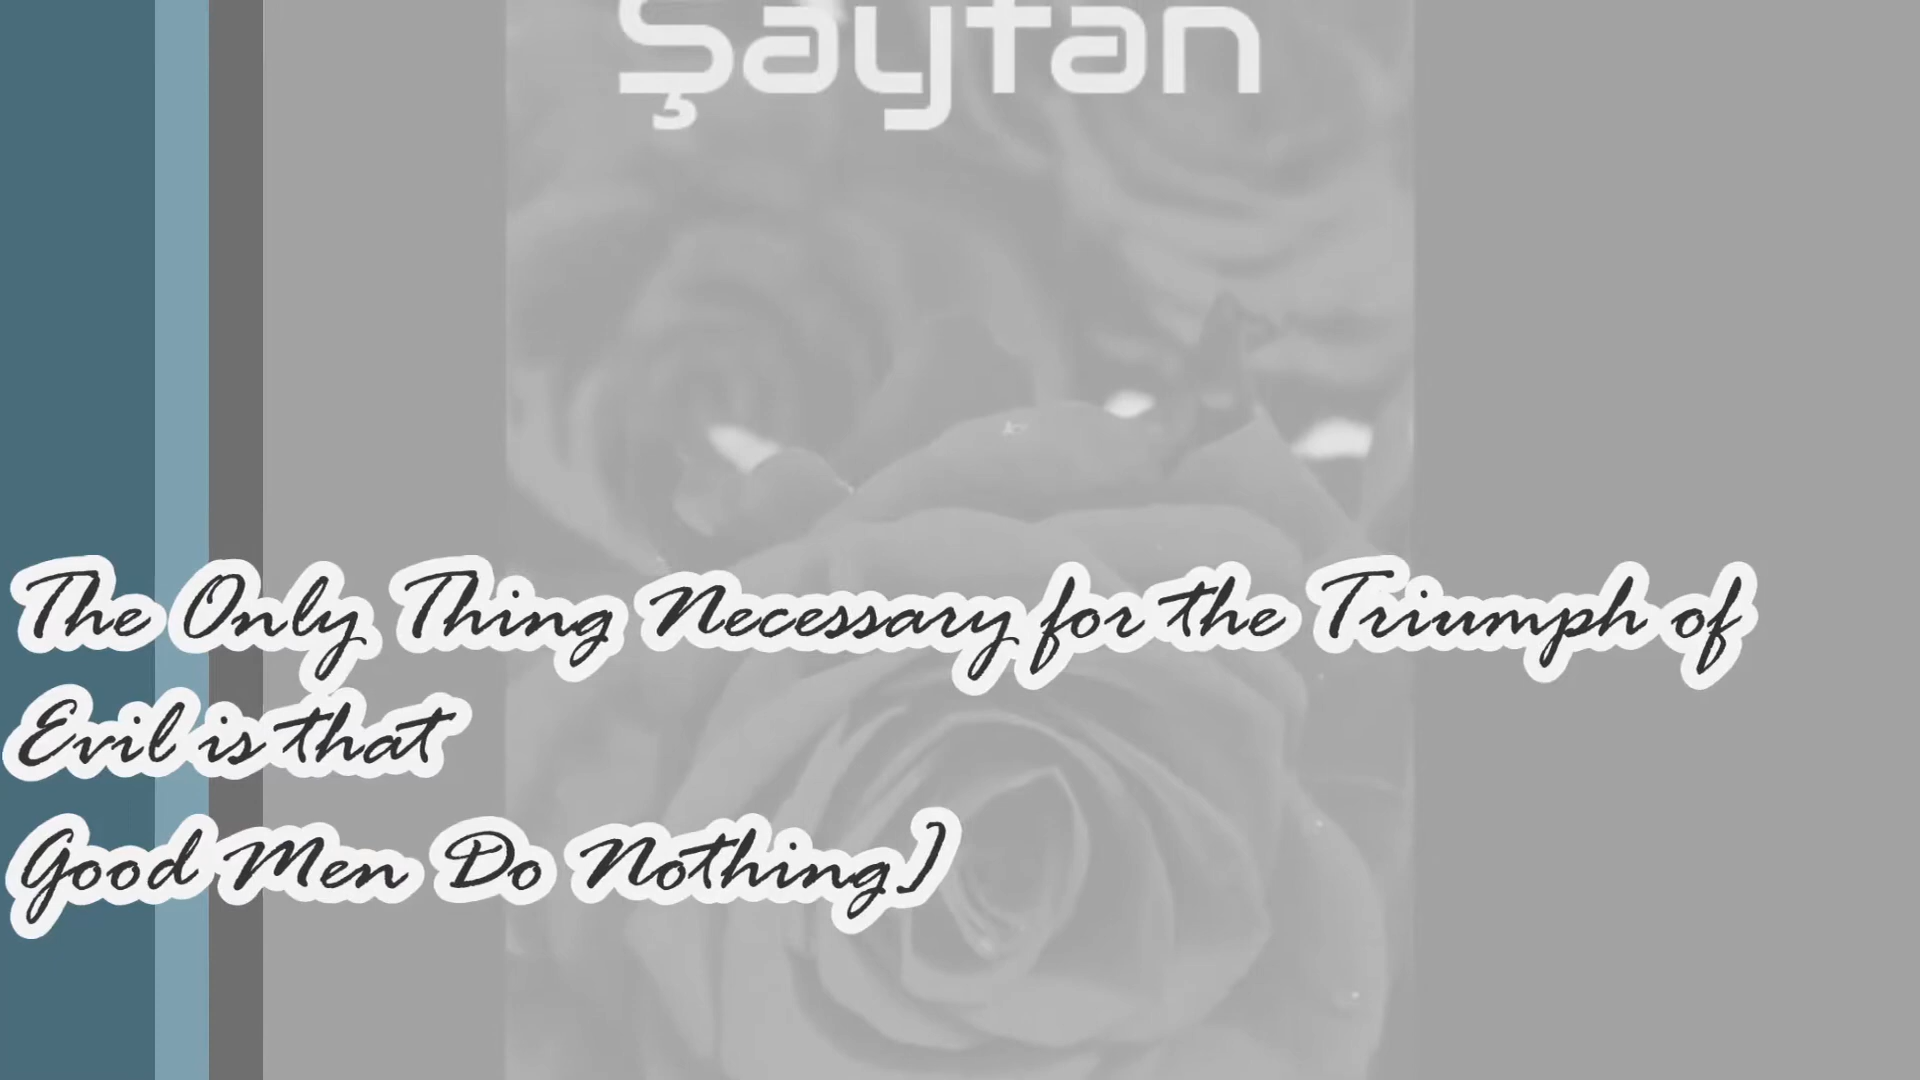 Şaytan
The Only Thing Necessary for the Triumph of
Evil is that
Good Men Do Nothing]